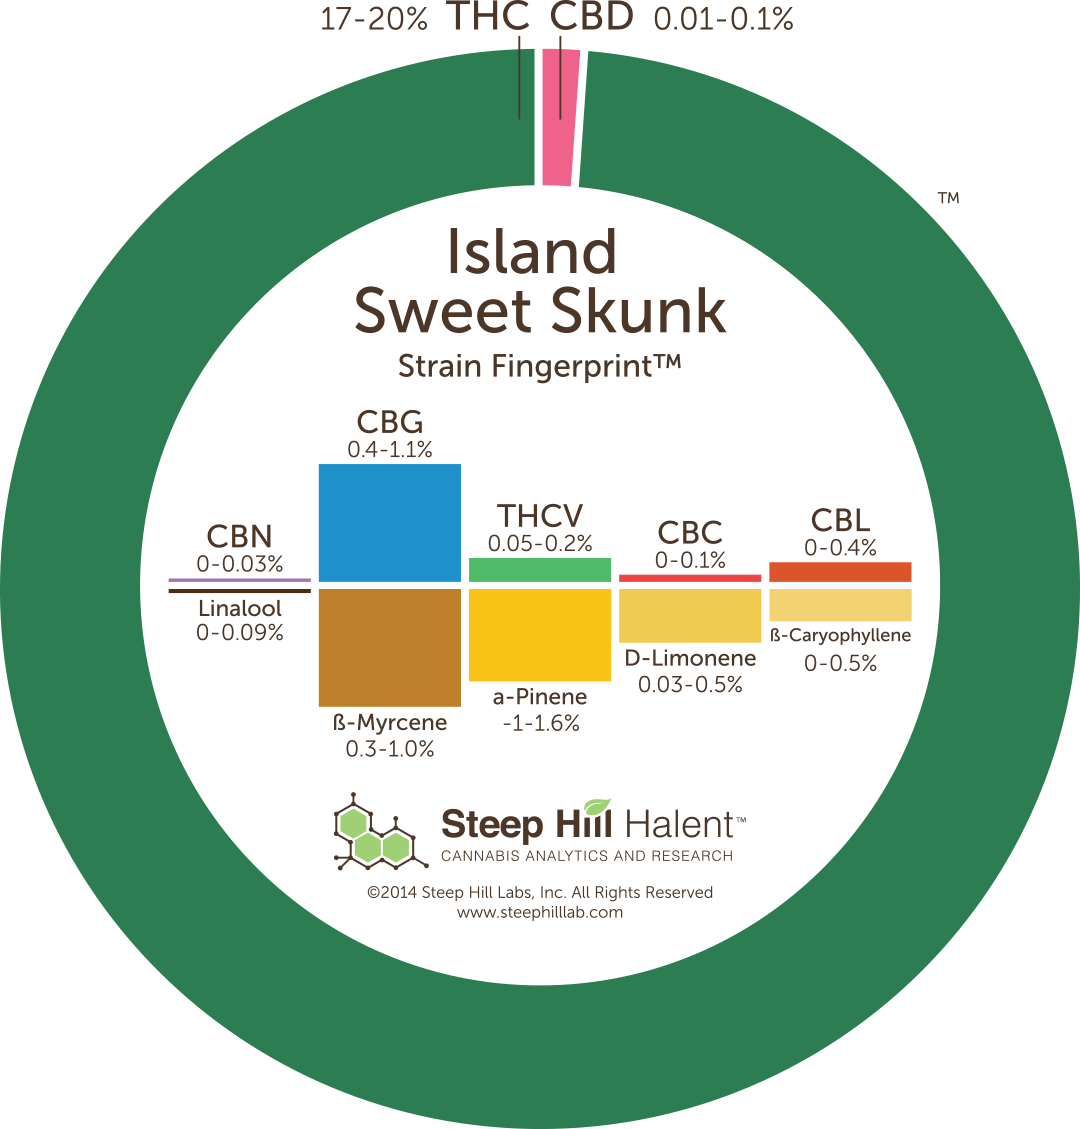 17-20% THC CBD 0.01-0.1%
TM
Island
Sweet Skunk
Strain Fingerprint™
CBG
0.4-1.1%
THCV
0.05-0.2%
CBL
0-0.4%
CBC
0-0.1%
CBN
0-0.03%
Linalool
0-0.09%
ß-Myrcene
0.3-1.0%
a-Pinene
-1-1.6%
D-Limonene
0.03-0.5%
ß-Caryophyllene
0-0.5%
Steep Hill Halent™
CANNABIS ANALYTICS AND RESEARCH
©2014 Steep Hill Labs, Inc. All Rights Reserved
www.steephilllab.com